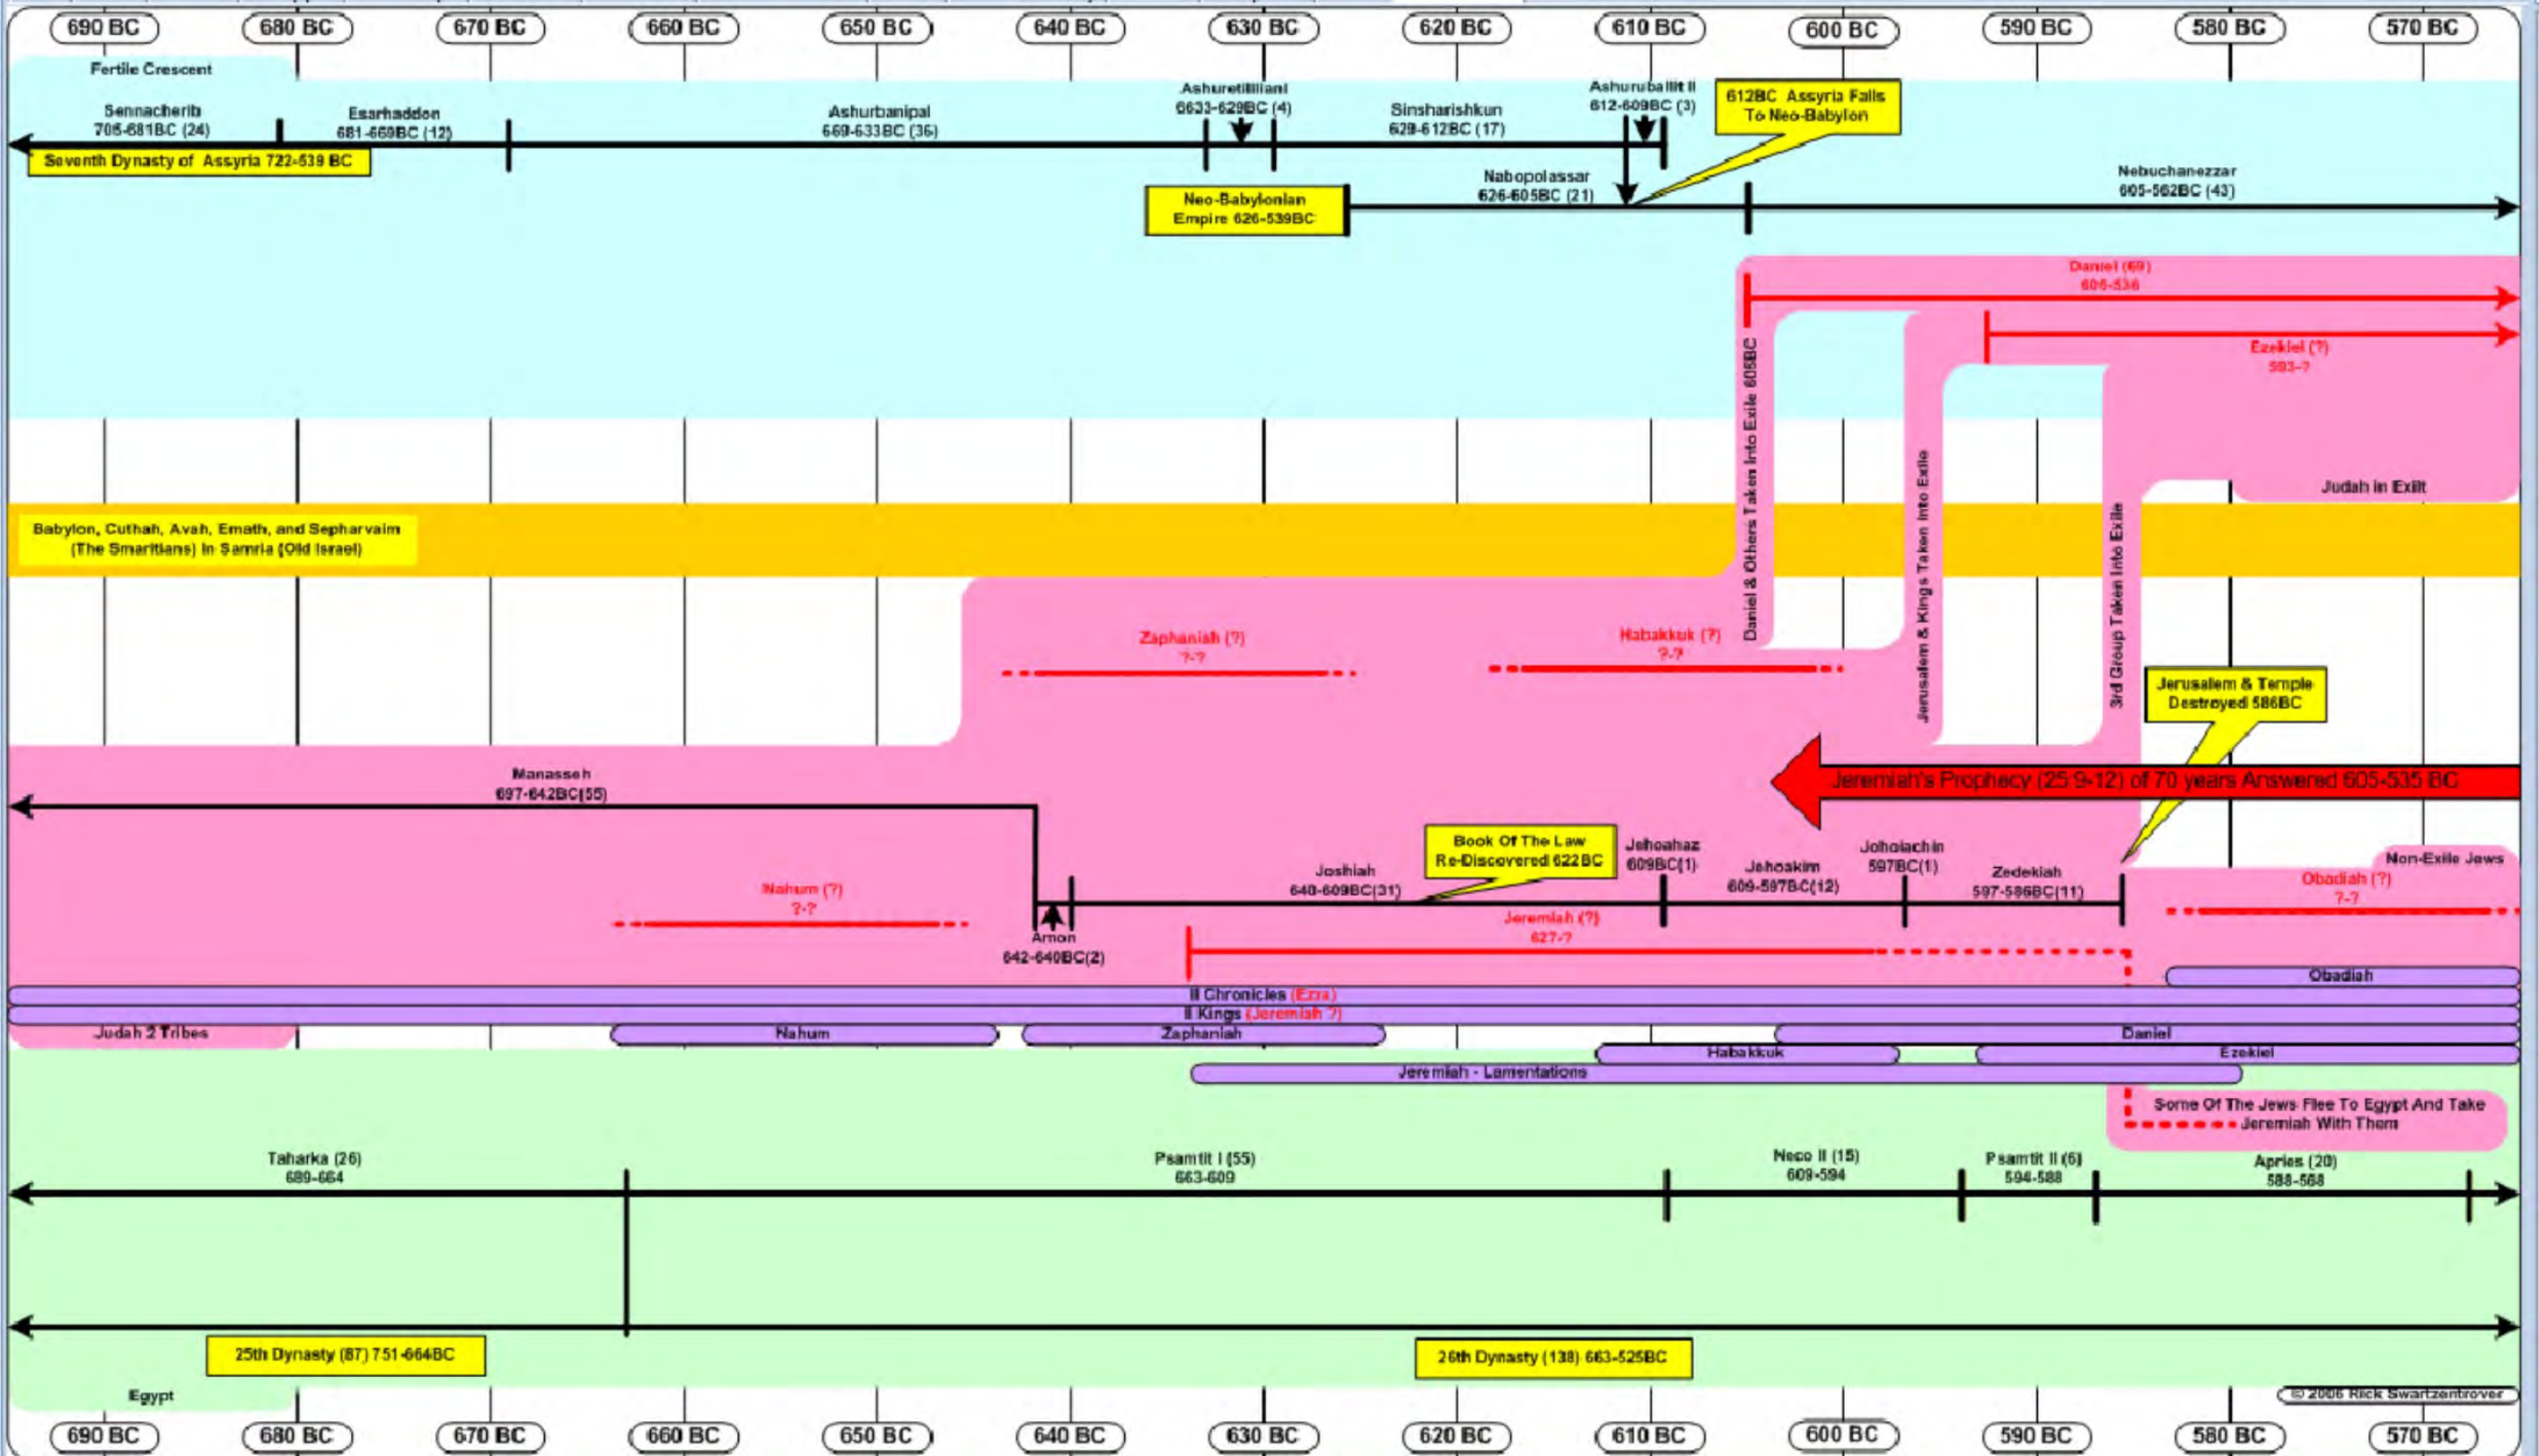 690 BC 680 BC 670 BC 660 BC 650 BC 640 BC 630 BC 620 BC 610 BC 600 BC 590 BC 580 BC 570 BC
Fertile Crescent
Sennacherib
705-681BC (24)
Esarhaddon
681-669BC (12)
Ashurbanipal
669-633BC (36)
Ashuretililiani
6633-629BC (4)
Sinsharishkun
629-612BC (17)
Ashuruballit II
612-609BC (3)
612BC Assyria Falls
To Neo-Babylon
Seventh Dynasty of Assyria 722-539 BC
Neo-Babylonian
Empire 626-539BC
Nabopolassar
626-605BC (21)
Nebuchanezzar
605-562BC (43)
Daniel (69)
605-536
Ezekiel (?)
593-?
Daniel & Others Taken Into Exile 605BC
Jerusalem & Kings Taken Into Exile
3rd Group Taken Into Exile
Judah in Exilt
Babylon, Cuthah, Avah, Emath, and Sepharvaim
(The Smaritians) In Samria (Old Israel)
Zaphaniah (?)
?-?
Habakkuk (?)
?-?
Jerusalem & Temple
Destroyed 586BC
Jeremiah's Prophecy (25:9-12) of 70 years Answered 605-535 BC
Manasseh
697-642BC(55)
Book Of The Law
Re-Discovered 622BC
Joshiah
640-609BC(31)
Jehoahaz
609BC(1)
Jehoakim
609-597BC(12)
Johoiachin
597BC(1)
Zedekiah
597-586BC(11)
Non-Exile Jews
Obadiah (?)
?-?
Nahum (?)
?-?
Amon
642-640BC(2)
Jeremiah (?)
627-?
Obadiah
II Chronicles (Ezra)
II Kings (Jeremiah ?)
Judah 2 Tribes
Nahum
Zaphaniah
Daniel
Habakkuk
Ezekiel
Jeremiah - Lamentations
Some Of The Jews Flee To Egypt And Take
Jeremiah With Them
Taharka (26)
689-664
Psamtit I (55)
663-609
Neco II (15)
609-594
Psamtit II (6)
594-588
Apries (20)
588-568
25th Dynasty (87) 751-664BC
26th Dynasty (138) 663-525BC
Egypt
© 2006 Rick Swartzentrover
690 BC 680 BC 670 BC 660 BC 650 BC 640 BC 630 BC 620 BC 610 BC 600 BC 590 BC 580 BC 570 BC